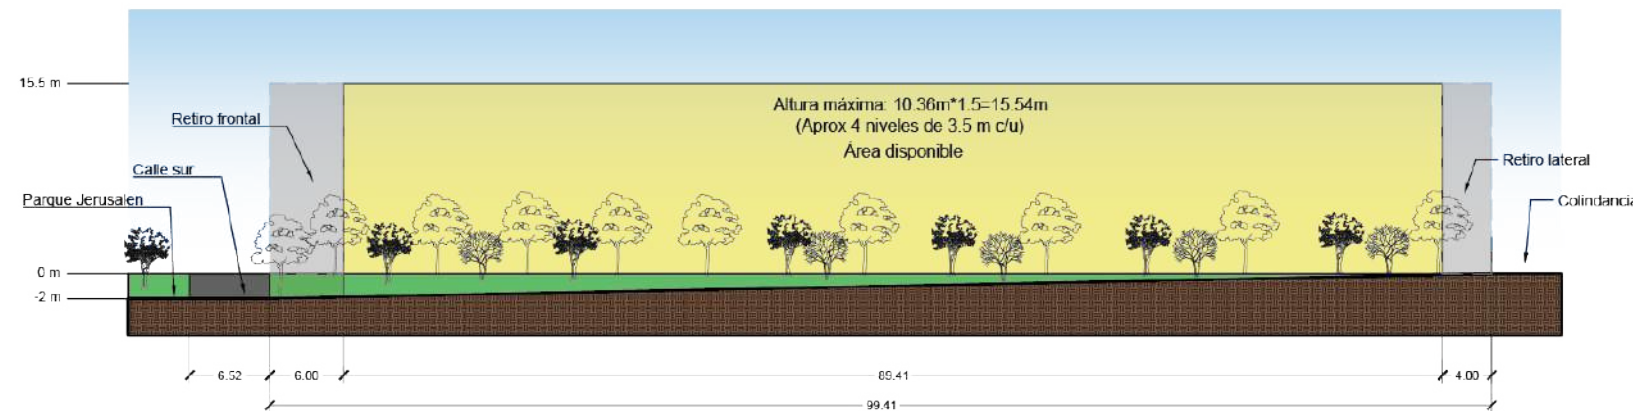 15.5 m
Altura máxima: 10.36m*1.5=15.54m
(Aprox 4 niveles de 3.5 m c/u)
Área disponible
Retiro frontal
Retiro lateral
Calle sur
Parque Jerusalen
Colindancia
0 m
-2 m
6.52
6.00
89.41
4.00
99.41